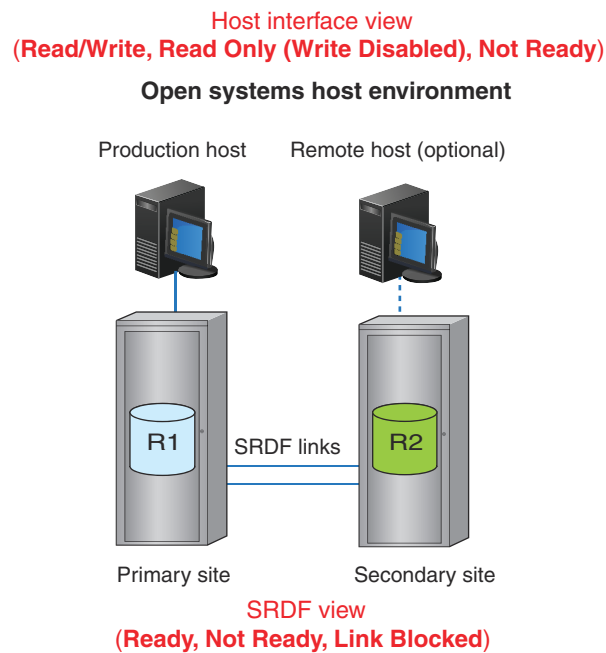 Host interface view
(Read/Write, Read Only (Write Disabled), Not Ready)
Open systems host environment
Production host
Remote host (optional)
R1
SRDF links
R2
Primary site
Secondary site
SRDF view
(Ready, Not Ready, Link Blocked)